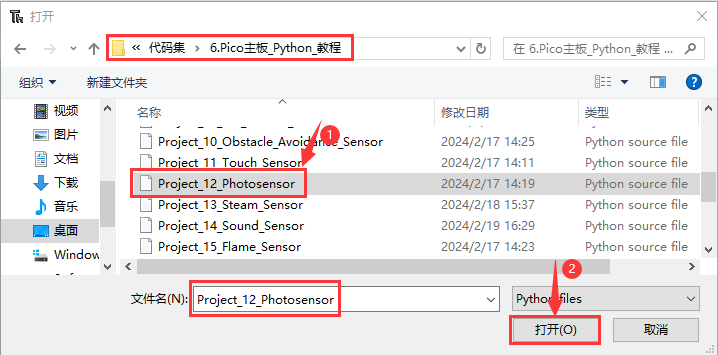 打开
« 代码集 > 6.Pico主板_Python_教程
在 6.Pico主板_Python_教程 ...
组织 新建文件夹
视频
图片
文档
下载
音乐
桌面
Window
名称 修改日期 类型
Project_10_Obstacle_Avoidance_Sensor 2024/2/17 14:25 Python source file
Project_11_Touch_Sensor 2024/2/17 14:11 Python source file
1
Project_12_Photosensor 2024/2/17 14:19 Python source file
Project_13_Steam_Sensor 2024/2/18 15:37 Python source file
Project_14_Sound_Sensor 2024/2/19 16:29 Python source file
Project_15_Flame_Sensor 2024/2/17 14:23 Python source file
2
文件名(N): Project_12_Photosensor Python files
打开(O) 取消